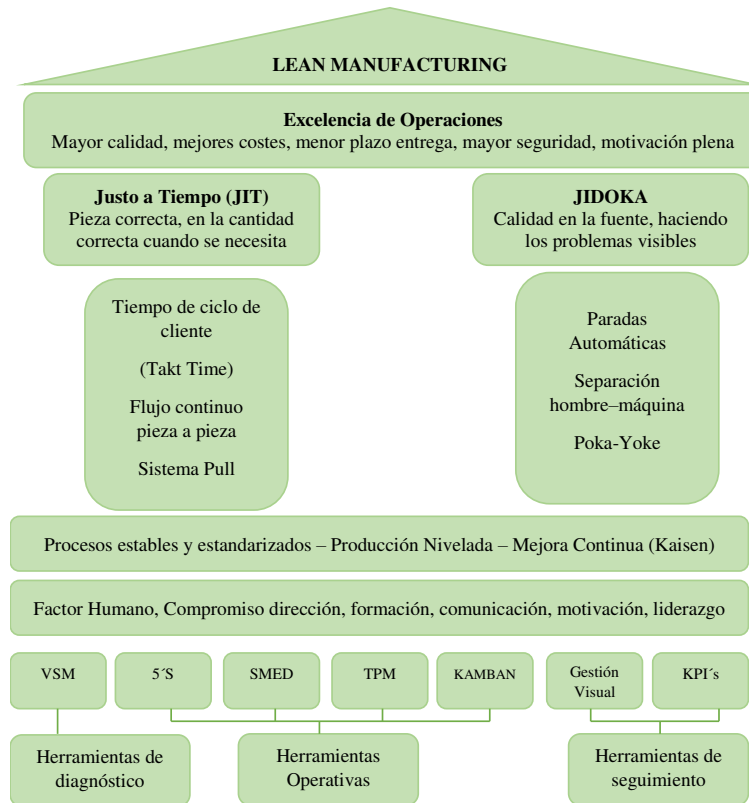 LEAN MANUFACTURING
Excelencia de Operaciones
Mayor calidad, mejores costes, menor plazo entrega, mayor seguridad, motivación plena
Justo a Tiempo (JIT)
Pieza correcta, en la cantidad
correcta cuando se necesita
JIDOKA
Calidad en la fuente, haciendo
los problemas visibles
Tiempo de ciclo de
cliente
(Takt Time)
Flujo continuo
pieza a pieza
Sistema Pull
Paradas
Automáticas
Separación
hombre–máquina
Poka-Yoke
Procesos estables y estandarizados – Producción Nivelada – Mejora Continua (Kaisen)
Factor Humano, Compromiso dirección, formación, comunicación, motivación, liderazgo
VSM
5´S
SMED
TPM
KAMBAN
Gestión
Visual
KPI´s
Herramientas de
diagnóstico
Herramientas
Operativas
Herramientas de
seguimiento